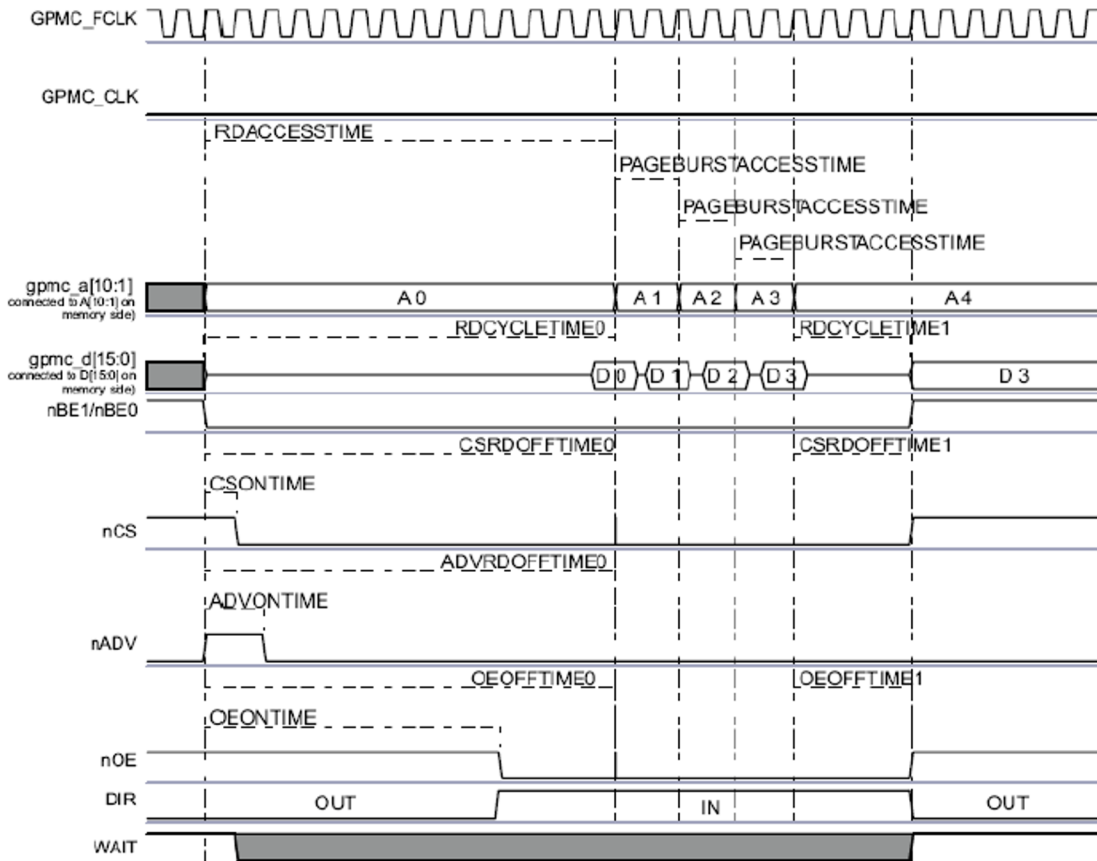 GPMC_FCLK
GPMC_CLK
RDACCESSTIME
PAGEBURSTACCESSTIME
PAGEBURSTACCESSTIME
PAGEBURSTACCESSTIME
gpmc_a[10:1]
connected to A[10:1] on
memory side)
A 0
A 1
A 2
A 3
A 4
RDCYCLETIME0
RDCYCLETIME1
gpmc_d[15:0]
connected to D[15:0] on
memory side)
D 0
D 1
D 2
D 3
D 3
nBE1/nBE0
CSRDOFFTIME0
CSRDOFFTIME1
CSONTIME
nCS
ADVRDOFFTIME0
ADVONTIME
nADV
OEOFFTIME0
OEOFFTIME1
OEONTIME
nOE
DIR
OUT
IN
OUT
WAIT